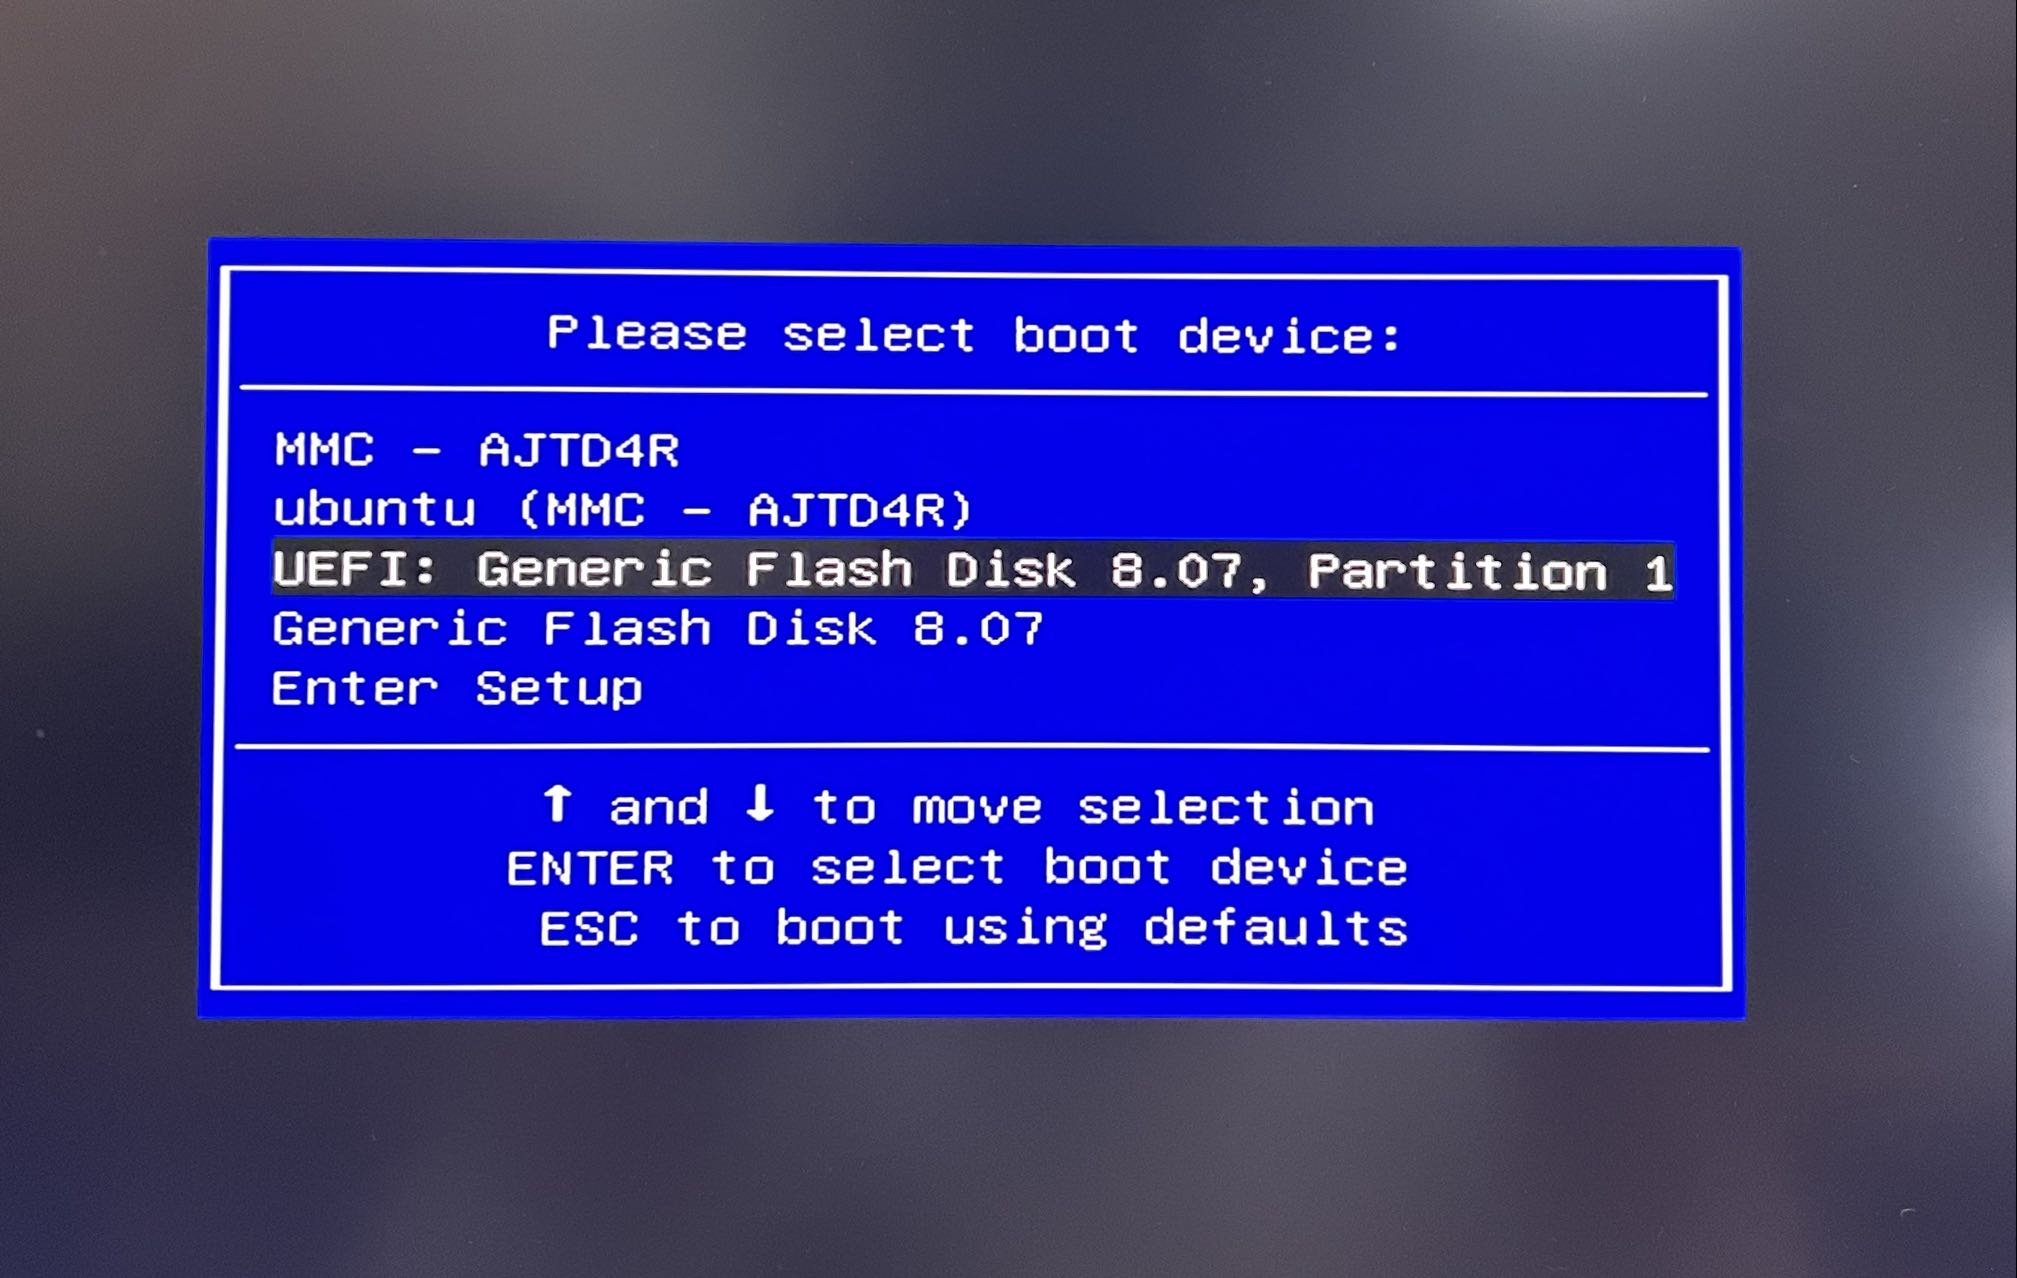 Please select boot device:
MMC - AJTD4R
ubuntu (MMC - AJTD4R)
UEFI: Generic Flash Disk 8.07, Partition 1
Generic Flash Disk 8.07
Enter Setup
↑ and ↓ to move selection
ENTER to select boot device
ESC to boot using defaults